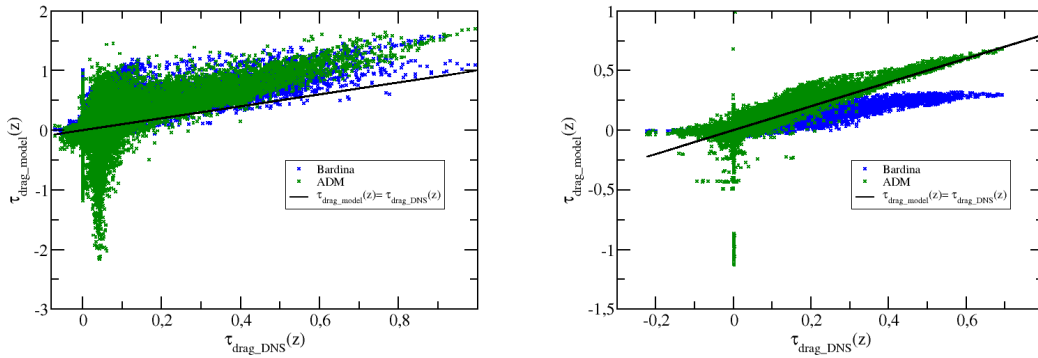 2
1
0
-1
-2
-3
0
0,2
0,4
0,6
0,8
τdrag_DNS(z)
τdrag_model(z)
Bardina
ADM
τdrag_model(z)= τdrag_DNS(z)
1
0,5
0
-0,5
-1
-1,5
-0,2
0
0,2
0,4
0,6
τdrag_DNS(z)
τdrag_model(z)
Bardina
ADM
τdrag_model(z)= τdrag_DNS(z)